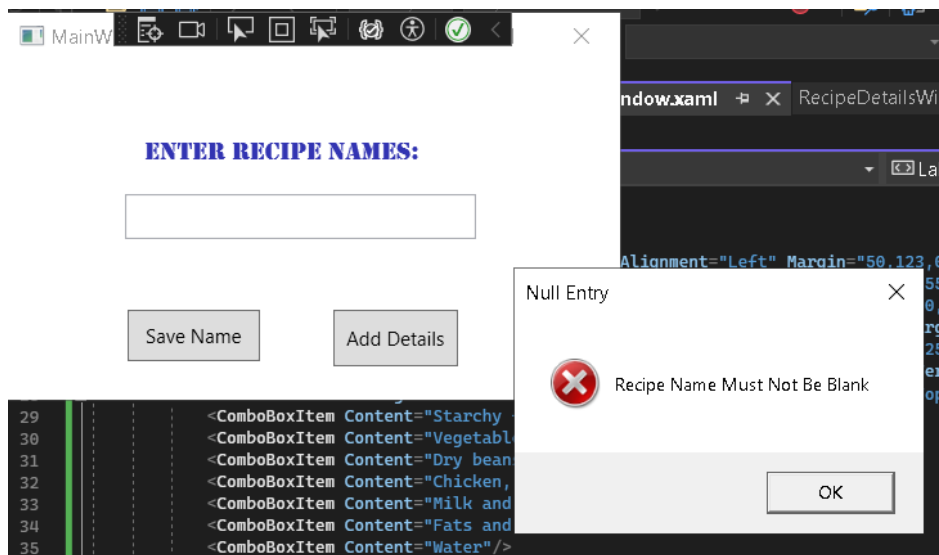 MainW
ndow.xaml
RecipeDetailsWi
ENTER RECIPE NAMES:
La
Alignment="Left" Margin="50.123,0
Null Entry
Save Name
Add Details
Recipe Name Must Not Be Blank
OK
29 <ComboBoxItem Content="Starchy
30 <ComboBoxItem Content="Vegetabl
31 <ComboBoxItem Content="Dry bean
32 <ComboBoxItem Content="Chicken,
33 <ComboBoxItem Content="Milk and
34 <ComboBoxItem Content="Fats and
35 <ComboBoxItem Content="Water"/>